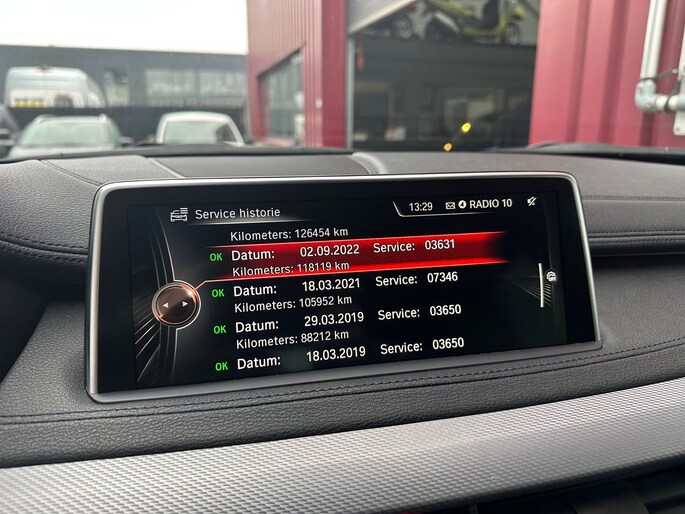 Service historie
13:29 RADIO 10
Kilometers: 126454 km
OK Datum: 02.09.2022 Service: 03631
Kilometers: 118119 km
OK Datum: 18.03.2021 Service: 07346
Kilometers: 105952 km
OK Datum: 29.03.2019 Service: 03650
Kilometers: 88212 km
OK Datum: 18.03.2019 Service: 03650